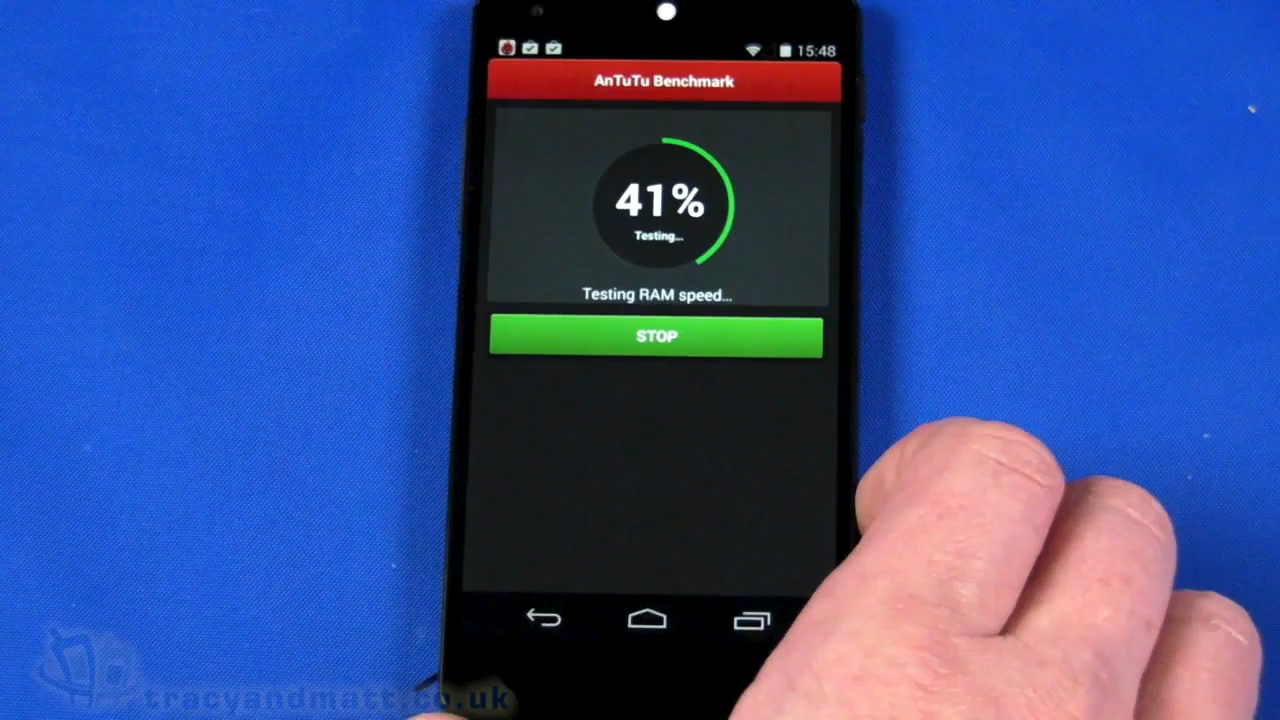 15:48
AnTuTu Benchmark
41%
Testing...
Testing RAM speed...
STOP
tracyandmatt.co.uk